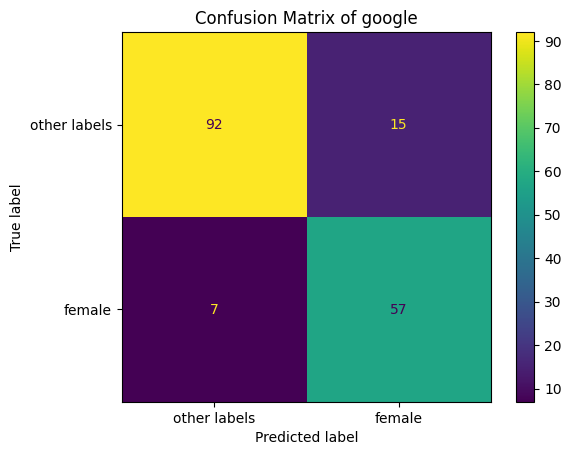 Confusion Matrix of google
True label
other labels
female
92
15
7
57
other labels
female
Predicted label
90
80
70
60
50
40
30
20
10